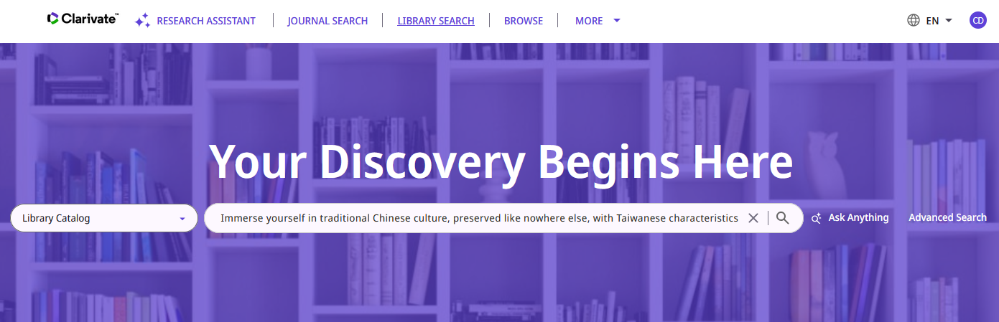 Clarivate™ RESEARCH ASSISTANT JOURNAL SEARCH LIBRARY SEARCH BROWSE MORE EN CD
Your Discovery Begins Here
Library Catalog Immerse yourself in traditional Chinese culture, preserved like nowhere else, with Taiwanese characteristics Ask Anything Advanced Search